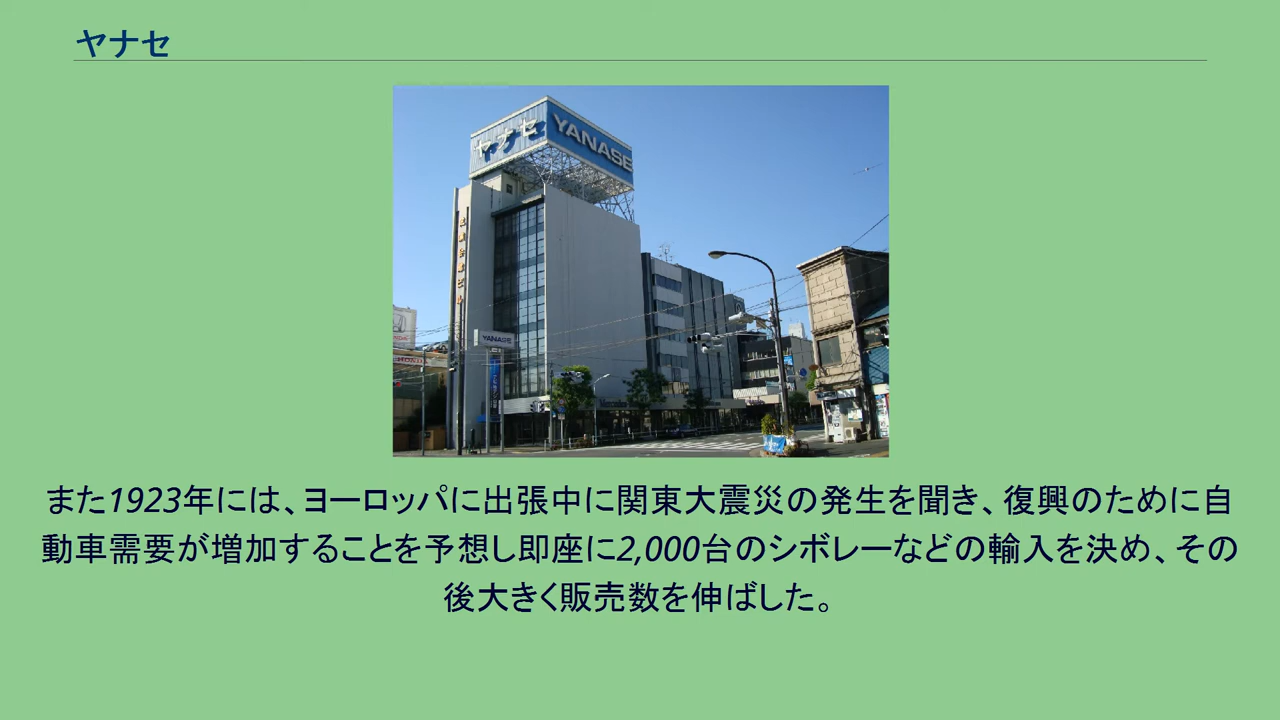 ヤナセ
ヤナセ
YANASE
YANASE
HONDA
また1923年には、ヨーロッパに出張中に関東大震災の発生を聞き、復興のために自
動車需要が増加することを予想し即座に2,000台のシボレーなどの輸入を決め、その
後大きく販売数を伸ばした。